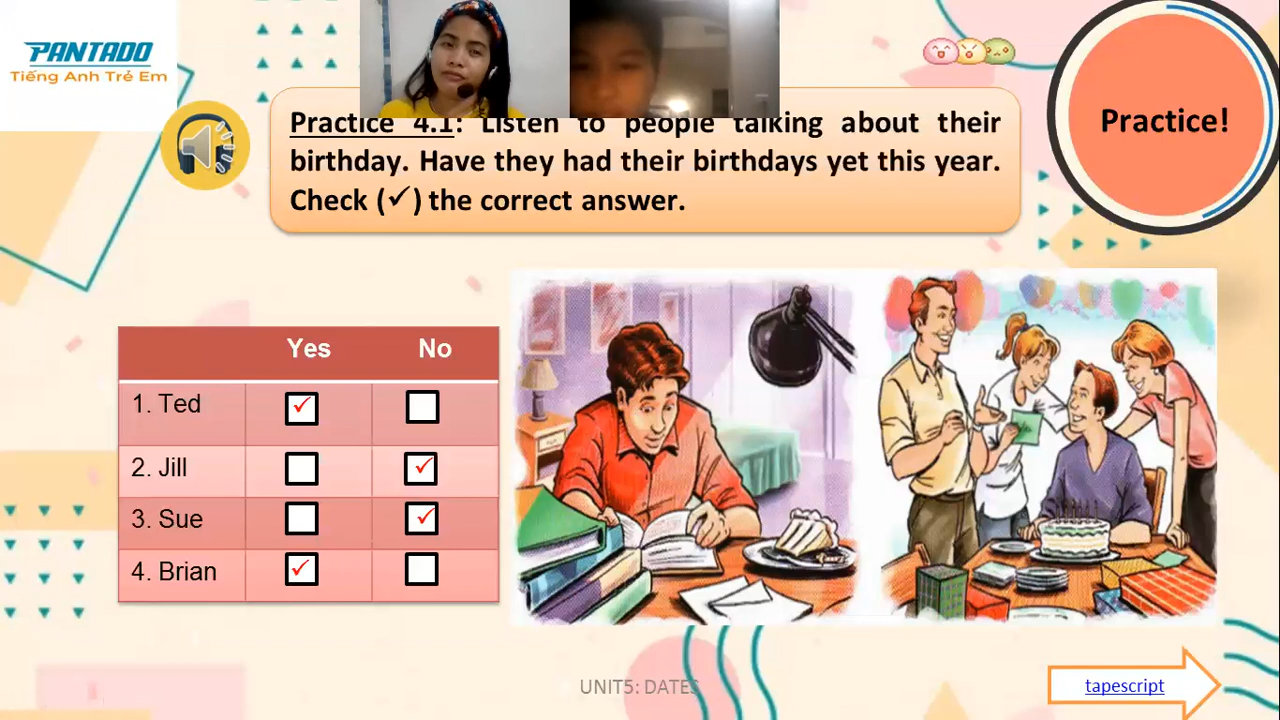 PANTADO
Tiếng Anh Trẻ Em
Practice!
Practice 4.1: Listen to people talking about their
birthday. Have they had their birthdays yet this year.
Check (✓) the correct answer.
Yes No
1. Ted ✓
2. Jill ✓
3. Sue ✓
4. Brian ✓
UNIT5: DATES
tapescript